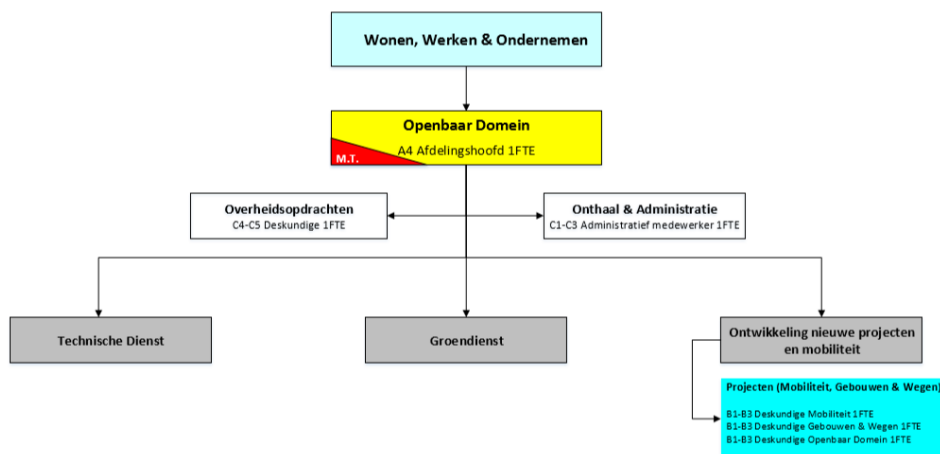 Wonen, Werken & Ondernemen
Openbaar Domein
A4 Afdelingshoofd 1FTE
M.T.
Overheidsopdrachten
C4-C5 Deskundige 1FTE
Onthaal & Administratie
C1-C3 Administratief medewerker 1FTE
Technische Dienst
Groendienst
Ontwikkeling nieuwe projecten
en mobiliteit
Projecten (Mobiliteit, Gebouwen & Wegen)
B1-B3 Deskundige Mobiliteit 1FTE
B1-B3 Deskundige Gebouwen & Wegen 1FTE
B1-B3 Deskundige Openbaar Domein 1FTE